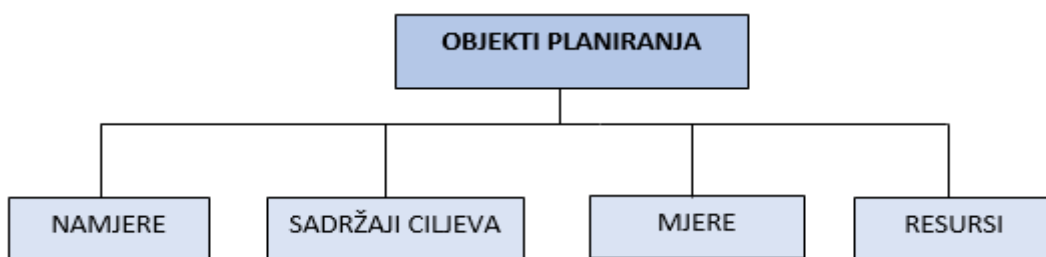 OBJEKTI PLANIRANJA
NAMJERE
SADRŽAJI CILJEVA
MJERE
RESURSI